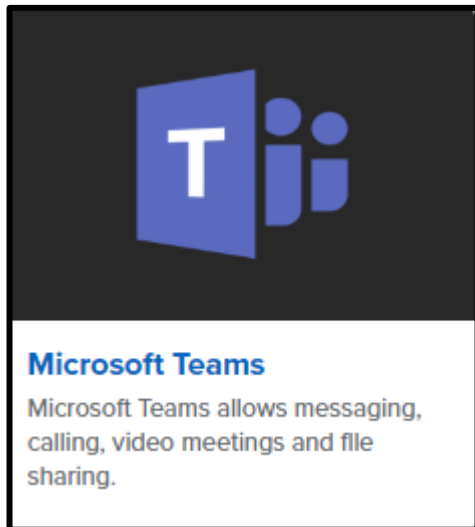 T
Microsoft Teams
Microsoft Teams allows messaging,
calling, video meetings and file
sharing.